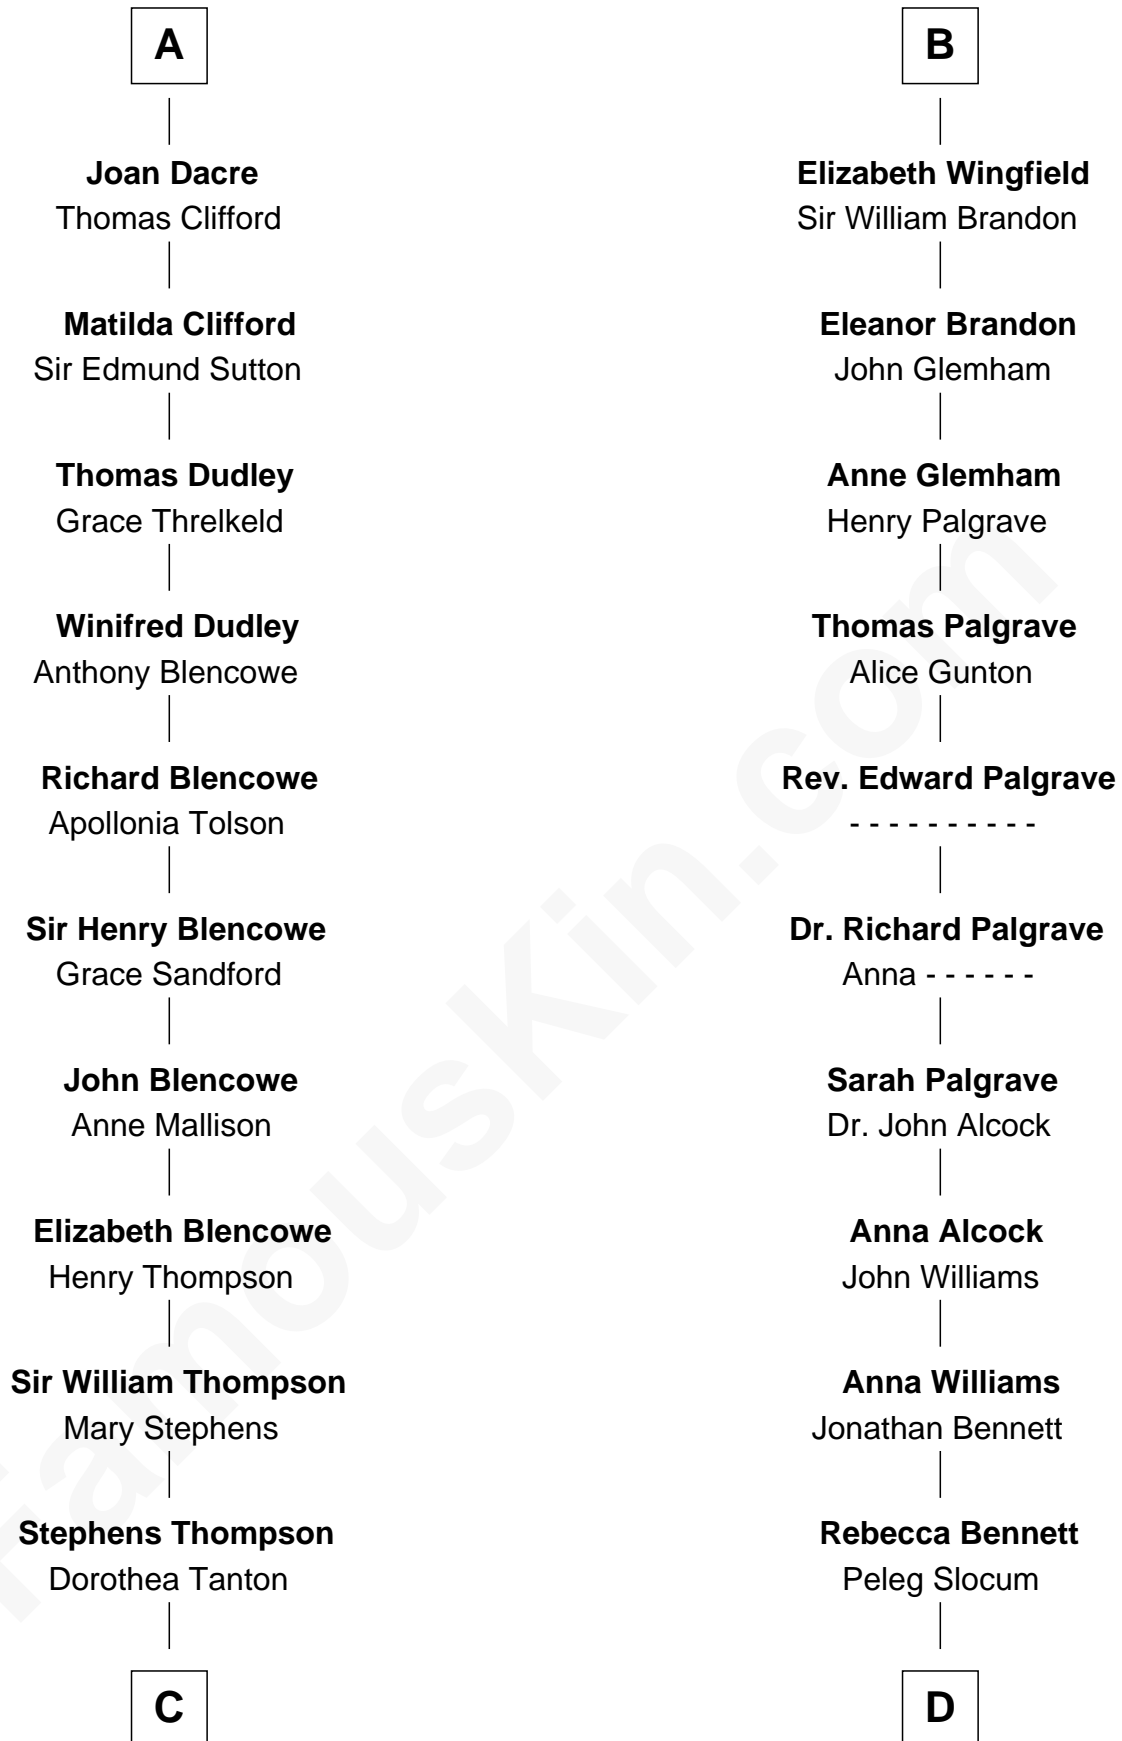 A
Joan Dacre
Thomas Clifford
Matilda Clifford
Sir Edmund Sutton
Thomas Dudley
Grace Threlkeld
Winifred Dudley
Anthony Blencowe
Richard Blencowe
Apollonia Tolson
Sir Henry Blencowe
Grace Sandford
John Blencowe
Anne Mallison
Elizabeth Blencowe
Henry Thompson
Sir William Thompson
Mary Stephens
Stephens Thompson
Dorothea Tanton
C
B
Elizabeth Wingfield
Sir William Brandon
Eleanor Brandon
John Glemham
Anne Glemham
Henry Palgrave
Thomas Palgrave
Alice Gunton
Rev. Edward Palgrave
- - - - - - - - - -
Dr. Richard Palgrave
Anna - - - - - -
Sarah Palgrave
Dr. John Alcock
Anna Alcock
John Williams
Anna Williams
Jonathan Bennett
Rebecca Bennett
Peleg Slocum
D
FamousKin.com